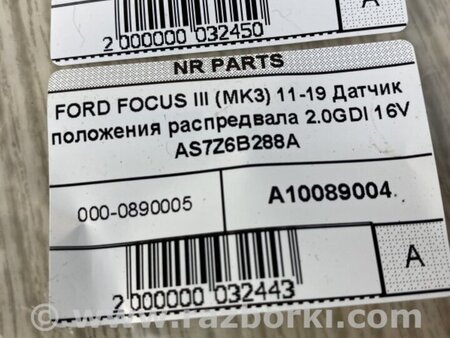 A
2 000000 032450
NR PARTS
FORD FOCUS III (MK3) 11-19 Датчик
положения распредвала 2.0GDI 16V
AS7Z6B288A
000-0890005
A10089004
A
2 000000 032443
www.razborki.com